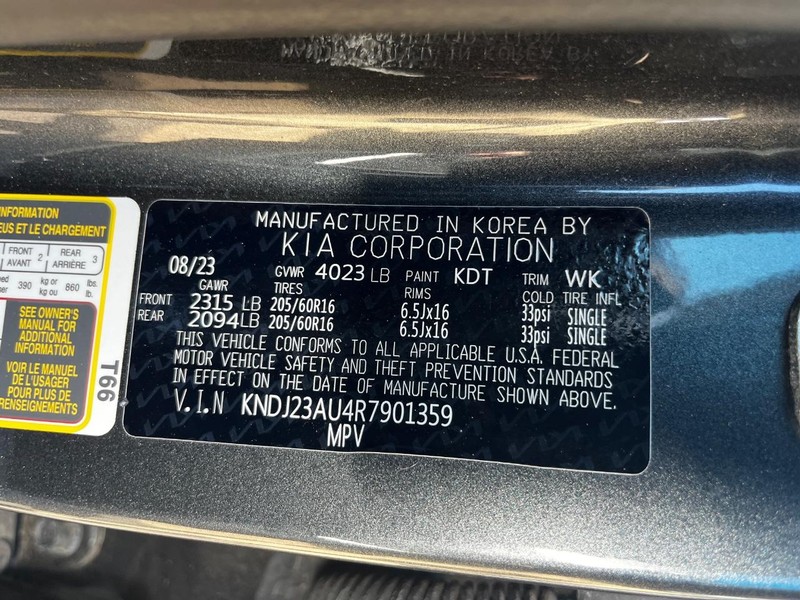 INFORMATION
EUS ET LE CHARGEMENT
FRONT 2 REAR 3
AVANT ARRIÈRE
390 kg or 860 lbs.
kg ou lb.
SEE OWNER'S
MANUAL FOR
ADDITIONAL
INFORMATION
VOIR LE MANUEL
DE L'USAGER
POUR PLUS DE
RENSEIGNEMENTS
T66
MANUFACTURED IN KOREA BY
KIA CORPORATION
08/23 GVWR 4023 LB PAINT KDT TRIM WK
GAWR TIRES RIMS COLD TIRE INFL
FRONT 2315 LB 205/60R16 6.5Jx16 33psi SINGLE
REAR 2094 LB 205/60R16 6.5Jx16 33psi SINGLE
THIS VEHICLE CONFORMS TO ALL APPLICABLE U.S.A. FEDERAL
MOTOR VEHICLE SAFETY AND THEFT PREVENTION STANDARDS
IN EFFECT ON THE DATE OF MANUFACTURE SHOWN ABOVE.
V.I.N KNDJ23AU4R7901359
MPV